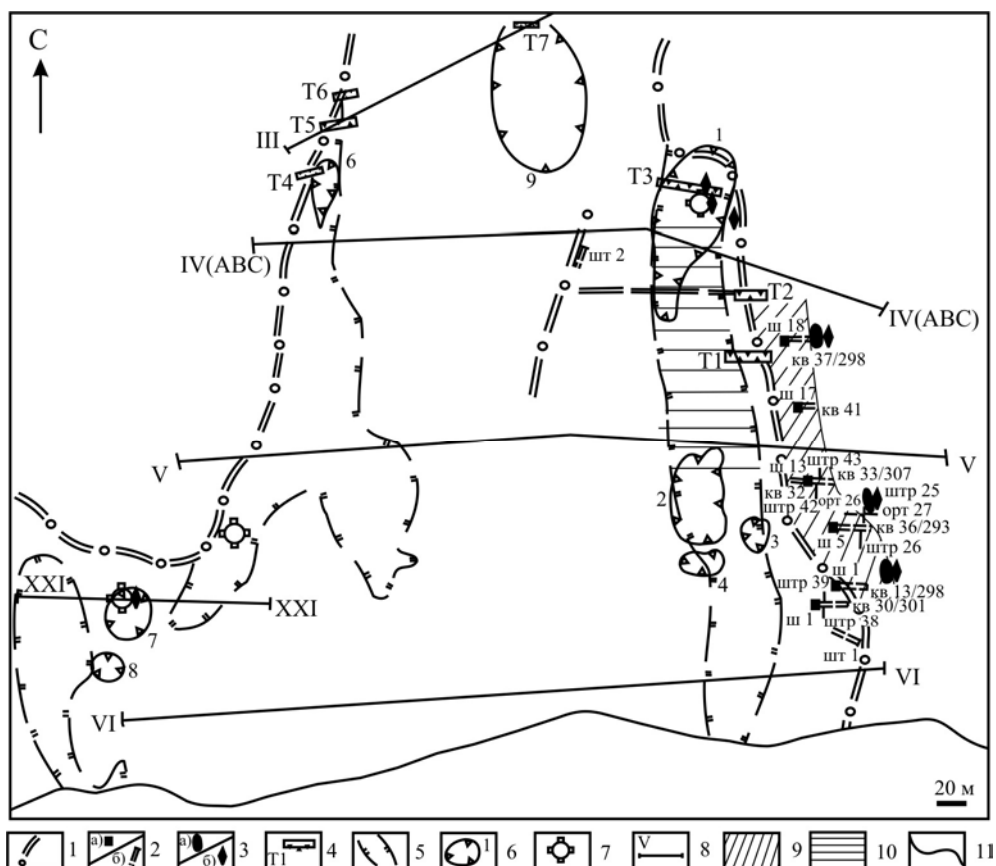 С
Т7
Т6
Т5
III
6
Т4
9
1
Т3
IV(АВС)
шт 2
Т2
IV(АВС)
ш 18
Т1
кв 37/298
ш 17
кв 41
V
V
ш 13
штр 43
кв 33/307
2
кв 32
орт 26
штр 25
штр 42
орт 27
3
ш 5
кв 36/293
4
штр 26
XXI
XXI
ш 1
штр 39
кв 13/298
7
ш 1
кв 30/301
8
штр 38
шт 1
VI
VI
20 м
1
а)
б)
2
а)
б)
3
Т1
4
5
1
6
7
V
8
9
10
11